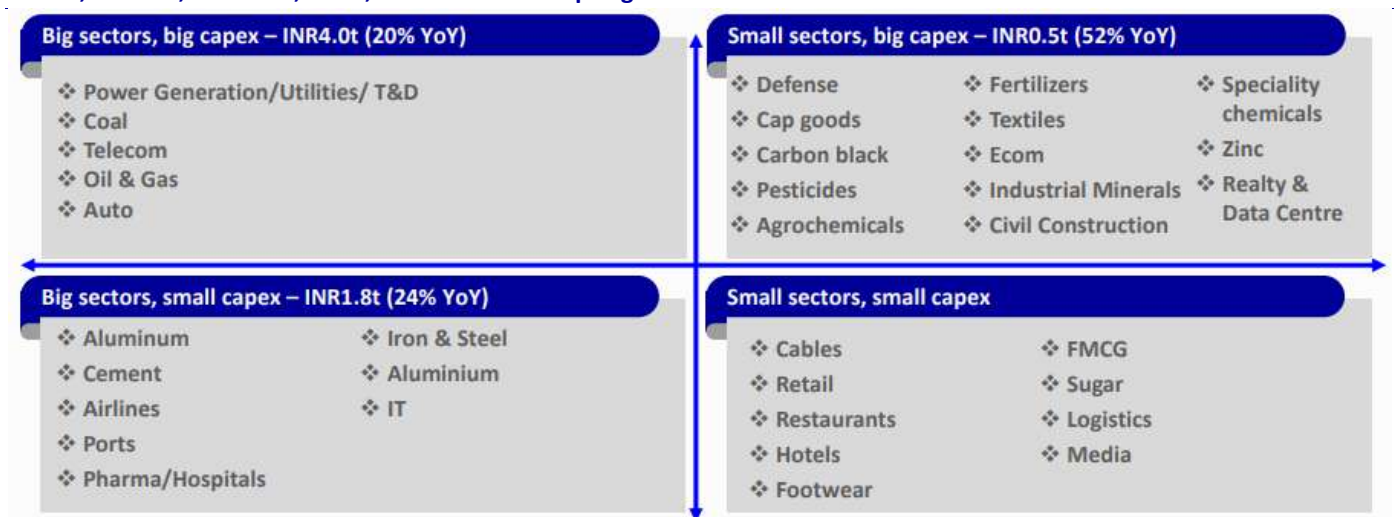 Big sectors, big capex – INR4.0t (20% YoY)
❖ Power Generation/Utilities/ T&D
❖ Coal
❖ Telecom
❖ Oil & Gas
❖ Auto
Small sectors, big capex – INR0.5t (52% YoY)
❖ Defense
❖ Cap goods
❖ Carbon black
❖ Pesticides
❖ Agrochemicals
❖ Fertilizers
❖ Textiles
❖ Ecom
❖ Industrial Minerals
❖ Civil Construction
❖ Speciality
chemicals
❖ Zinc
❖ Realty &
Data Centre
Big sectors, small capex – INR1.8t (24% YoY)
❖ Aluminum
❖ Cement
❖ Airlines
❖ Ports
❖ Pharma/Hospitals
❖ Iron & Steel
❖ Aluminium
❖ IT
Small sectors, small capex
❖ Cables
❖ Retail
❖ Restaurants
❖ Hotels
❖ Footwear
❖ FMCG
❖ Sugar
❖ Logistics
❖ Media